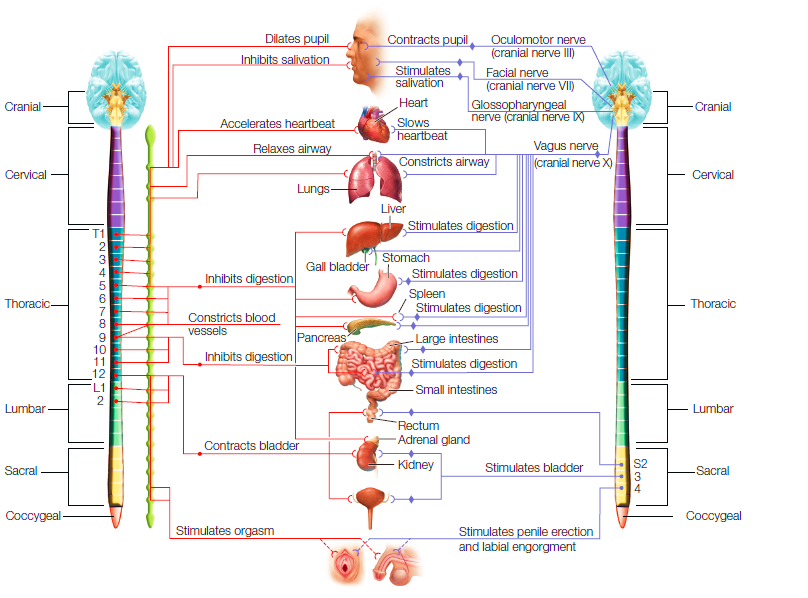 Dilates pupil
Contracts pupil
Oculomotor nerve
(cranial nerve III)
Inhibits salivation
Stimulates
salivation
Facial nerve
(cranial nerve VII)
Cranial
Heart
Glossopharyngeal
nerve (cranial nerve IX)
Cranial
Accelerates heartbeat
Slows
heartbeat
Relaxes airway
Constricts airway
Vagus nerve
(cranial nerve X)
Cervical
Lungs
Cervical
Liver
T1
2
3
4
5
6
7
8
9
10
11
12
L1
2
Stimulates digestion
Gall bladder
Stomach
Inhibits digestion
Stimulates digestion
Spleen
Thoracic
Stimulates digestion
Thoracic
Constricts blood
vessels
Pancreas
Large intestines
Inhibits digestion
Stimulates digestion
Small intestines
Lumbar
Lumbar
Rectum
Adrenal gland
Contracts bladder
Kidney
Stimulates bladder
Sacral
S2
3
4
Sacral
Coccygeal
Coccygeal
Stimulates orgasm
Stimulates penile erection
and labial engorgment